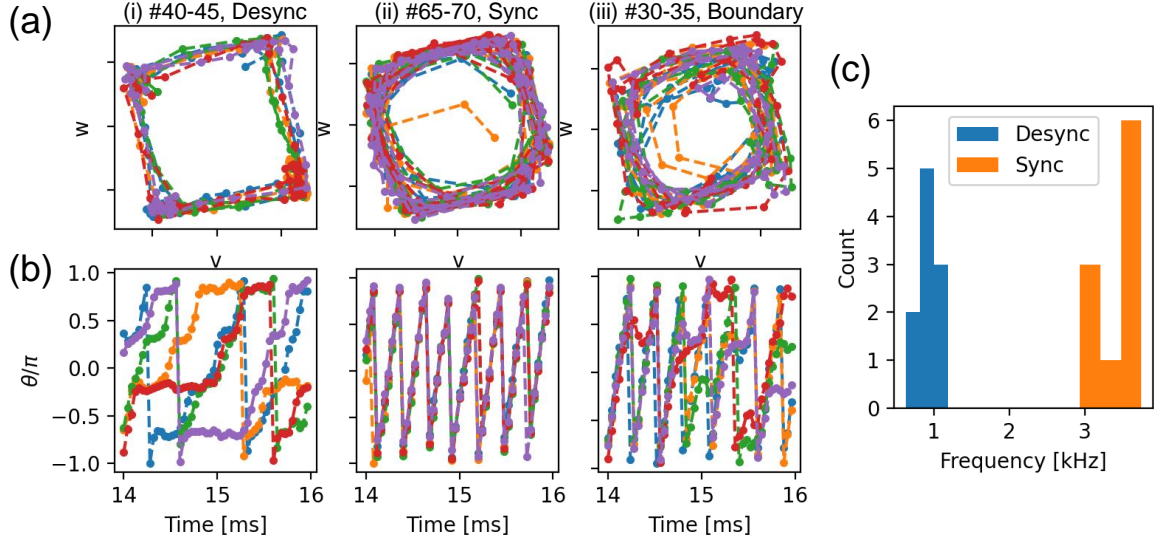 (a)
(i) #40-45, Desync
(ii) #65-70, Sync
(iii) #30-35, Boundary
w
w
w
v
v
(b)
1.0
0.5
0.0
−0.5
−1.0
θ/π
14
15
16
Time [ms]
14
15
16
Time [ms]
14
15
16
Time [ms]
(c)
Desync
Sync
6
5
4
3
2
1
0
Count
1
2
3
Frequency [kHz]